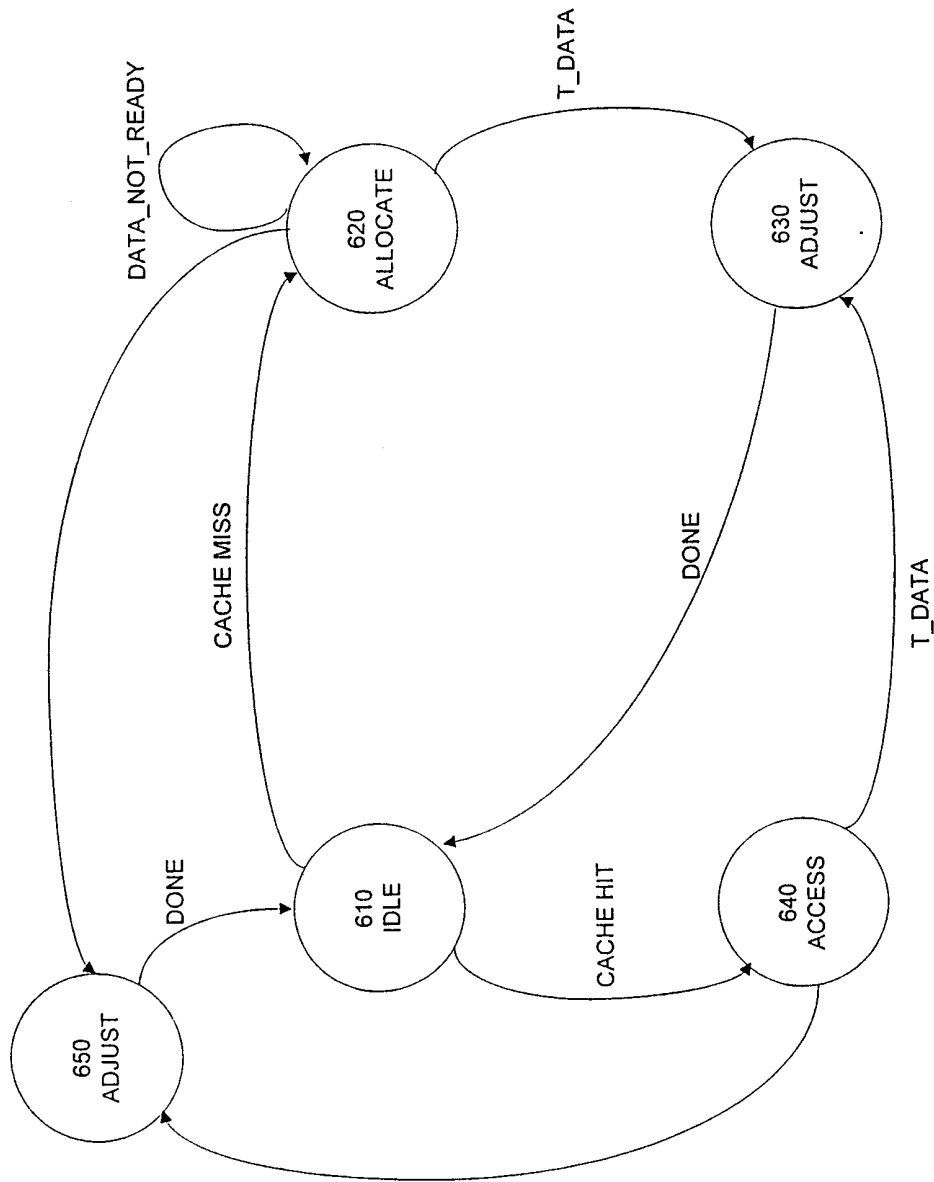 650
ADJUST
DONE
610
IDLE
CACHE HIT
640
ACCESS
CACHE MISS
DONE
T_DATA
DATA_NOT_READY
620
ALLOCATE
T_DATA
630
ADJUST